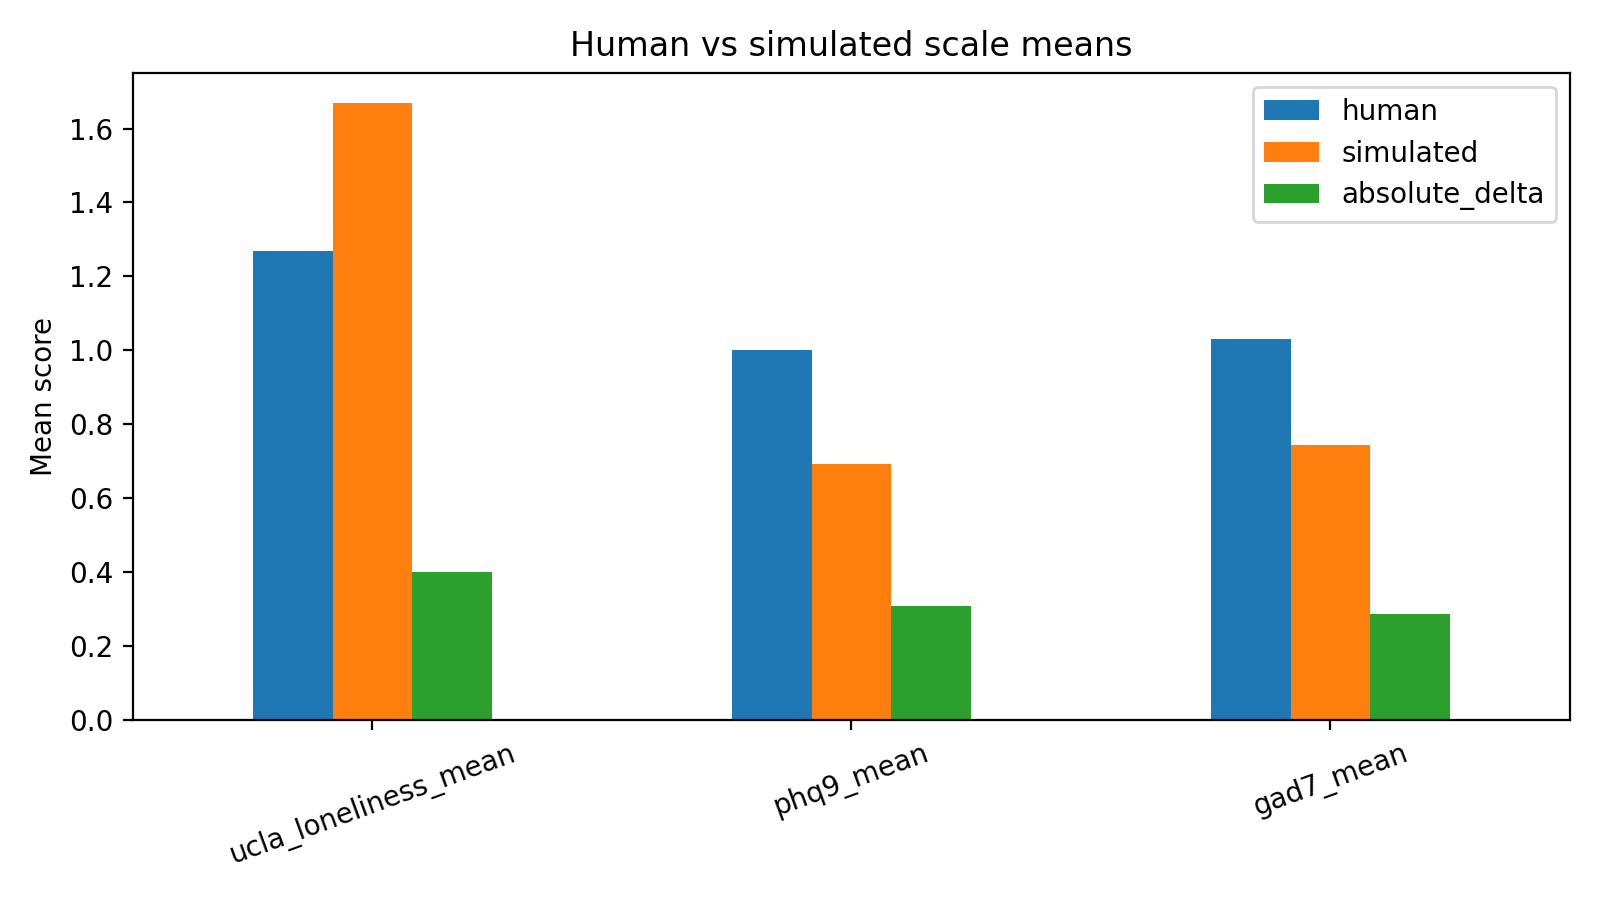 Human vs simulated scale means
human
simulated
absolute_delta
Mean score
1.6
1.4
1.2
1.0
0.8
0.6
0.4
0.2
0.0
ucla_loneliness_mean
phq9_mean
gad7_mean